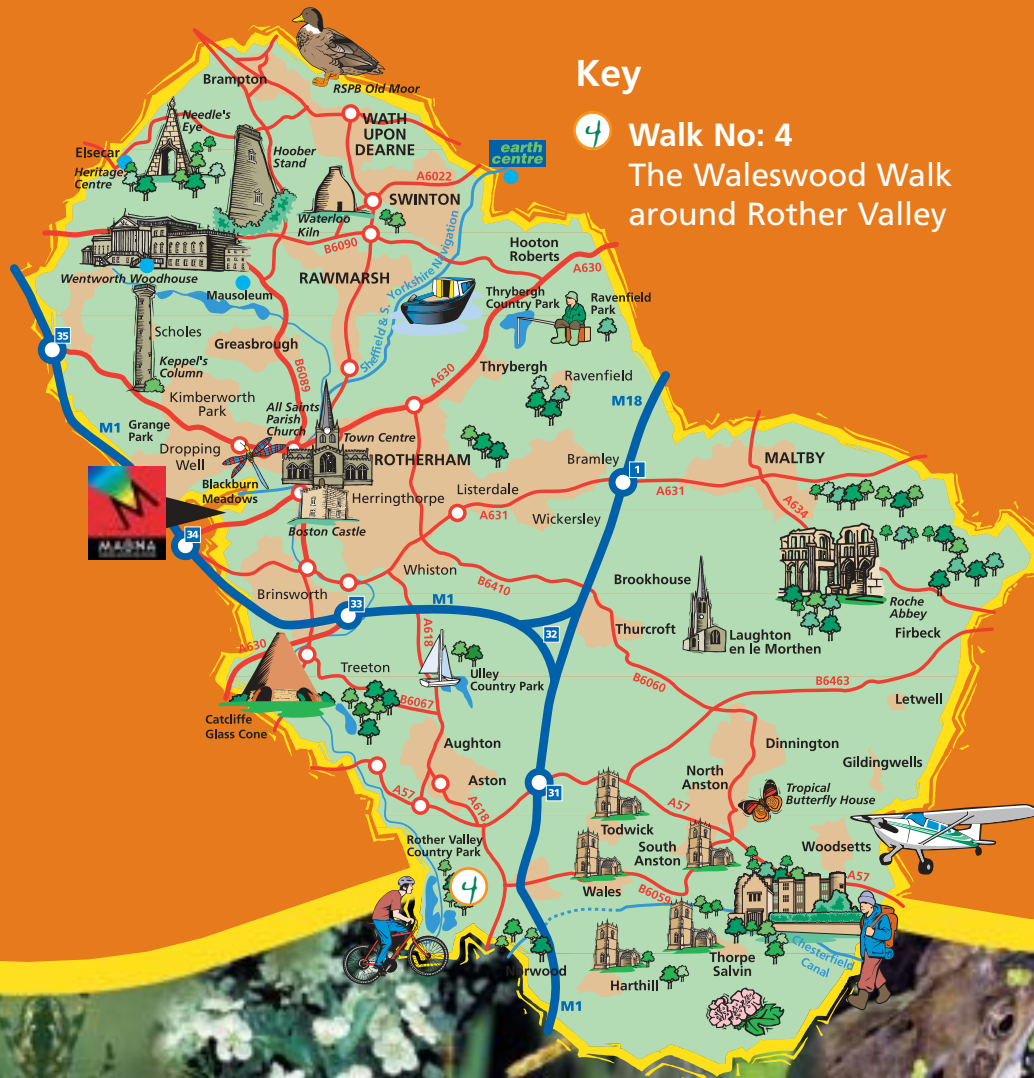 Key
4 Walk No: 4
The Waleswood Walk
around Rother Valley
Brampton
RSPB Old Moor
Needle's
Eye
WATH
UPON
DEARNE
Hoober
Stand
Elsecar
Heritage
Centre
earth
centre
A6022
SWINTON
Waterloo
Kiln
B6090
Hooton
Roberts
A630
RAWMARSH
Sheffield & S. Yorkshire Navigation
Wentworth Woodhouse
Mausoleum
Thrybergh
Country Park
Ravenfield
Park
35
Scholes
Greasbrough
Keppel's
Column
B6089
A630
Thrybergh
Ravenfield
Kimberworth
Park
M18
All Saints
Parish
Church
M1
Grange
Park
Town Centre
Dropping
Well
ROTHERHAM
Bramley
1
MALTBY
Blackburn
Meadows
Herringthorpe
Listerdale
A631
A631
A634
MAGNA
Boston Castle
Wickersley
34
Whiston
B6410
Brookhouse
Brinsworth
33
M1
32
Thurcroft
Laughton
en le Morthen
Roche
Abbey
Firbeck
A630
A618
Treeton
Ulley
Country Park
B6067
B6060
B6463
Letwell
Catcliffe
Glass Cone
Aughton
Dinnington
Gildingwells
Aston
31
North
Anston
A57
A618
A57
Tropical
Butterfly House
Rother Valley
Country Park
Todwick
South
Anston
Woodsetts
4
Wales
B6059
A57
Norwood
Harthill
Thorpe
Salvin
Chesterfield
Canal
M1